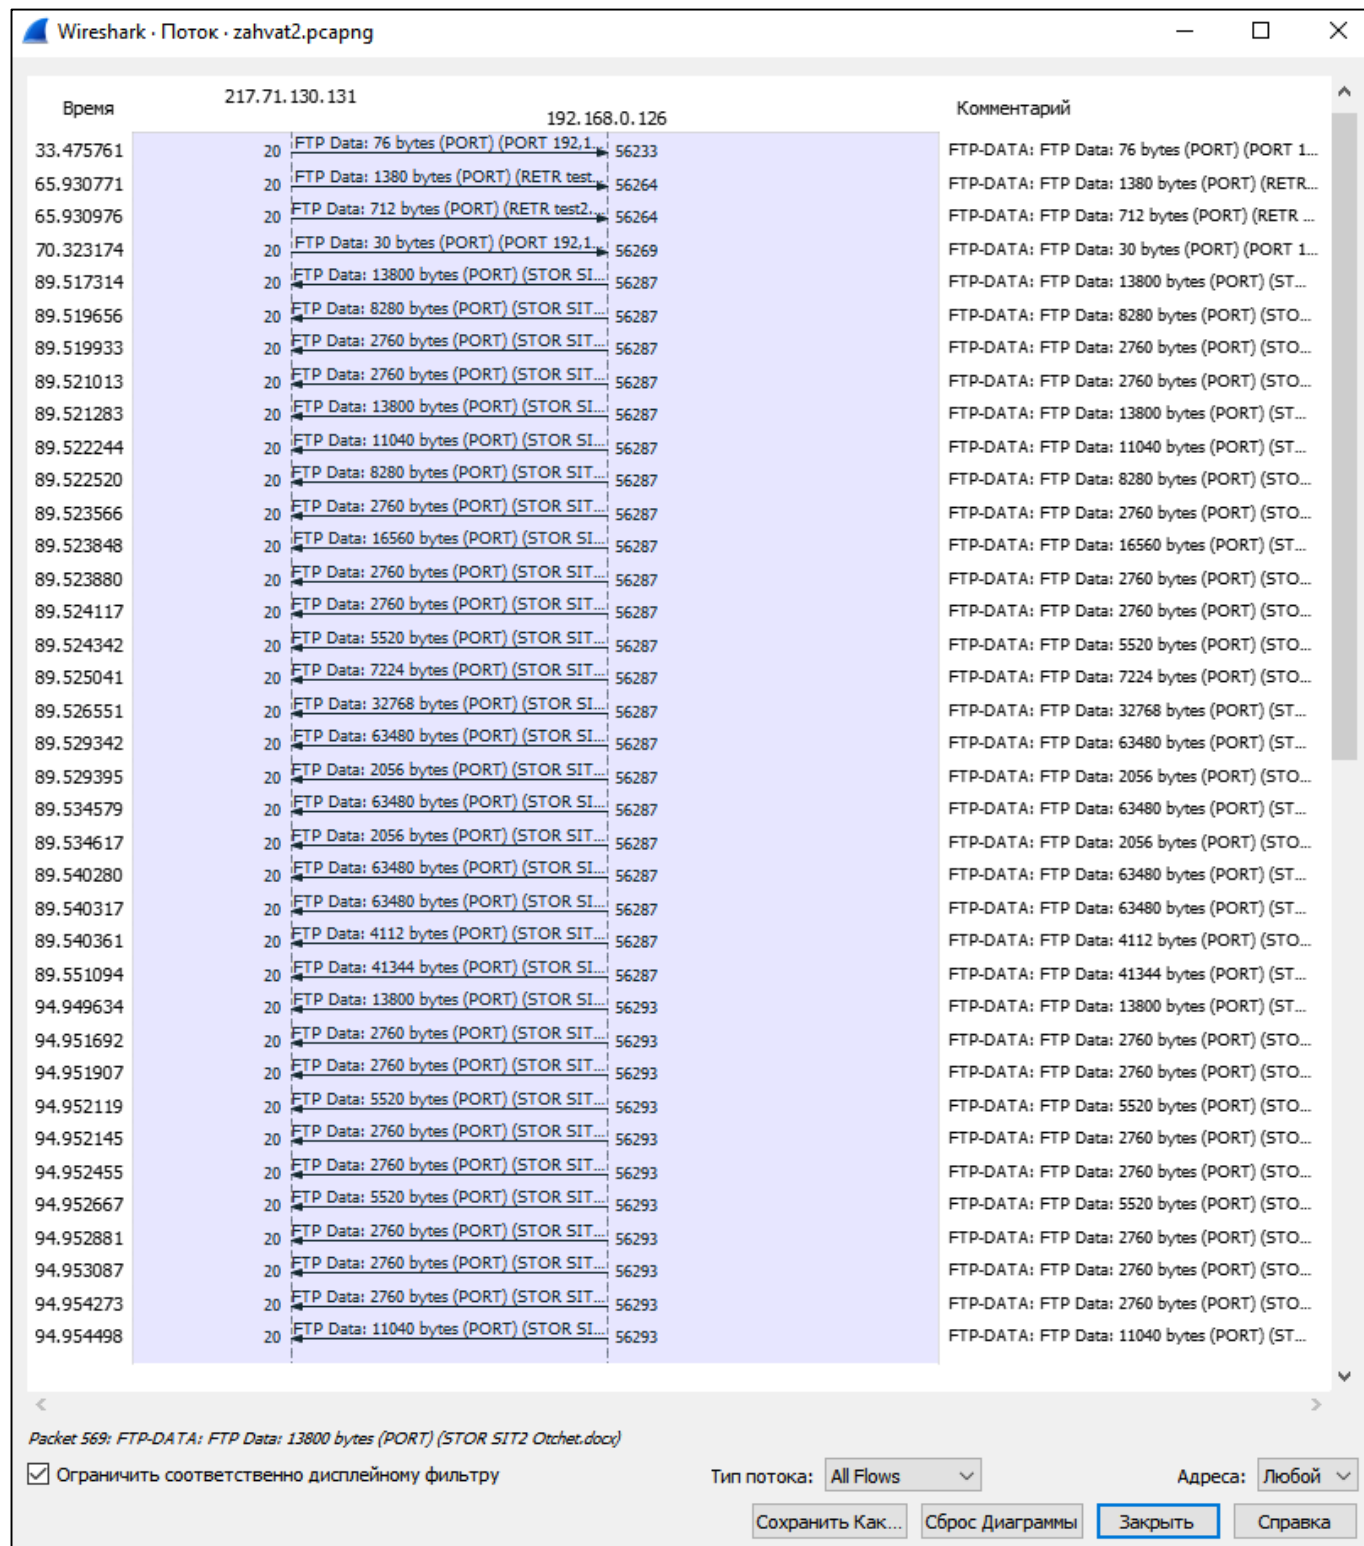 Wireshark · Поток · zahvat2.pcapng
Время 217.71.130.131 192.168.0.126 Комментарий
33.475761 20 FTP Data: 76 bytes (PORT) (PORT 192,1... 56233 FTP-DATA: FTP Data: 76 bytes (PORT) (PORT 1...
65.930771 20 FTP Data: 1380 bytes (PORT) (RETR test... 56264 FTP-DATA: FTP Data: 1380 bytes (PORT) (RETR...
65.930976 20 FTP Data: 712 bytes (PORT) (RETR test2.... 56264 FTP-DATA: FTP Data: 712 bytes (PORT) (RETR ...
70.323174 20 FTP Data: 30 bytes (PORT) (PORT 192,1... 56269 FTP-DATA: FTP Data: 30 bytes (PORT) (PORT 1...
89.517314 20 FTP Data: 13800 bytes (PORT) (STOR SI... 56287 FTP-DATA: FTP Data: 13800 bytes (PORT) (ST...
89.519656 20 FTP Data: 8280 bytes (PORT) (STOR SIT... 56287 FTP-DATA: FTP Data: 8280 bytes (PORT) (STO...
89.519933 20 FTP Data: 2760 bytes (PORT) (STOR SIT... 56287 FTP-DATA: FTP Data: 2760 bytes (PORT) (STO...
89.521013 20 FTP Data: 2760 bytes (PORT) (STOR SIT... 56287 FTP-DATA: FTP Data: 2760 bytes (PORT) (STO...
89.521283 20 FTP Data: 13800 bytes (PORT) (STOR SI... 56287 FTP-DATA: FTP Data: 13800 bytes (PORT) (ST...
89.522244 20 FTP Data: 11040 bytes (PORT) (STOR SI... 56287 FTP-DATA: FTP Data: 11040 bytes (PORT) (ST...
89.522520 20 FTP Data: 8280 bytes (PORT) (STOR SIT... 56287 FTP-DATA: FTP Data: 8280 bytes (PORT) (STO...
89.523566 20 FTP Data: 2760 bytes (PORT) (STOR SIT... 56287 FTP-DATA: FTP Data: 2760 bytes (PORT) (STO...
89.523848 20 FTP Data: 16560 bytes (PORT) (STOR SI... 56287 FTP-DATA: FTP Data: 16560 bytes (PORT) (ST...
89.523880 20 FTP Data: 2760 bytes (PORT) (STOR SIT... 56287 FTP-DATA: FTP Data: 2760 bytes (PORT) (STO...
89.524117 20 FTP Data: 2760 bytes (PORT) (STOR SIT... 56287 FTP-DATA: FTP Data: 2760 bytes (PORT) (STO...
89.524342 20 FTP Data: 5520 bytes (PORT) (STOR SIT... 56287 FTP-DATA: FTP Data: 5520 bytes (PORT) (STO...
89.525041 20 FTP Data: 7224 bytes (PORT) (STOR SIT... 56287 FTP-DATA: FTP Data: 7224 bytes (PORT) (STO...
89.526551 20 FTP Data: 32768 bytes (PORT) (STOR SI... 56287 FTP-DATA: FTP Data: 32768 bytes (PORT) (ST...
89.529342 20 FTP Data: 63480 bytes (PORT) (STOR SI... 56287 FTP-DATA: FTP Data: 63480 bytes (PORT) (ST...
89.529395 20 FTP Data: 2056 bytes (PORT) (STOR SIT... 56287 FTP-DATA: FTP Data: 2056 bytes (PORT) (STO...
89.534579 20 FTP Data: 63480 bytes (PORT) (STOR SI... 56287 FTP-DATA: FTP Data: 63480 bytes (PORT) (ST...
89.534617 20 FTP Data: 2056 bytes (PORT) (STOR SIT... 56287 FTP-DATA: FTP Data: 2056 bytes (PORT) (STO...
89.540280 20 FTP Data: 63480 bytes (PORT) (STOR SI... 56287 FTP-DATA: FTP Data: 63480 bytes (PORT) (ST...
89.540317 20 FTP Data: 63480 bytes (PORT) (STOR SI... 56287 FTP-DATA: FTP Data: 63480 bytes (PORT) (ST...
89.540361 20 FTP Data: 4112 bytes (PORT) (STOR SIT... 56287 FTP-DATA: FTP Data: 4112 bytes (PORT) (STO...
89.551094 20 FTP Data: 41344 bytes (PORT) (STOR SI... 56287 FTP-DATA: FTP Data: 41344 bytes (PORT) (ST...
94.949634 20 FTP Data: 13800 bytes (PORT) (STOR SI... 56293 FTP-DATA: FTP Data: 13800 bytes (PORT) (ST...
94.951692 20 FTP Data: 2760 bytes (PORT) (STOR SIT... 56293 FTP-DATA: FTP Data: 2760 bytes (PORT) (STO...
94.951907 20 FTP Data: 2760 bytes (PORT) (STOR SIT... 56293 FTP-DATA: FTP Data: 2760 bytes (PORT) (STO...
94.952119 20 FTP Data: 5520 bytes (PORT) (STOR SIT... 56293 FTP-DATA: FTP Data: 5520 bytes (PORT) (STO...
94.952145 20 FTP Data: 2760 bytes (PORT) (STOR SIT... 56293 FTP-DATA: FTP Data: 2760 bytes (PORT) (STO...
94.952455 20 FTP Data: 2760 bytes (PORT) (STOR SIT... 56293 FTP-DATA: FTP Data: 2760 bytes (PORT) (STO...
94.952667 20 FTP Data: 5520 bytes (PORT) (STOR SIT... 56293 FTP-DATA: FTP Data: 5520 bytes (PORT) (STO...
94.952881 20 FTP Data: 2760 bytes (PORT) (STOR SIT... 56293 FTP-DATA: FTP Data: 2760 bytes (PORT) (STO...
94.953087 20 FTP Data: 2760 bytes (PORT) (STOR SIT... 56293 FTP-DATA: FTP Data: 2760 bytes (PORT) (STO...
94.954273 20 FTP Data: 2760 bytes (PORT) (STOR SIT... 56293 FTP-DATA: FTP Data: 2760 bytes (PORT) (STO...
94.954498 20 FTP Data: 11040 bytes (PORT) (STOR SI... 56293 FTP-DATA: FTP Data: 11040 bytes (PORT) (ST...
Packet 569: FTP-DATA: FTP Data: 13800 bytes (PORT) (STOR SIT2 Otchet.docx)
Ограничить соответственно дисплейному фильтру Тип потока: All Flows Адреса: Любой
Сохранить Как... Сброс Диаграммы Закрыть Справка